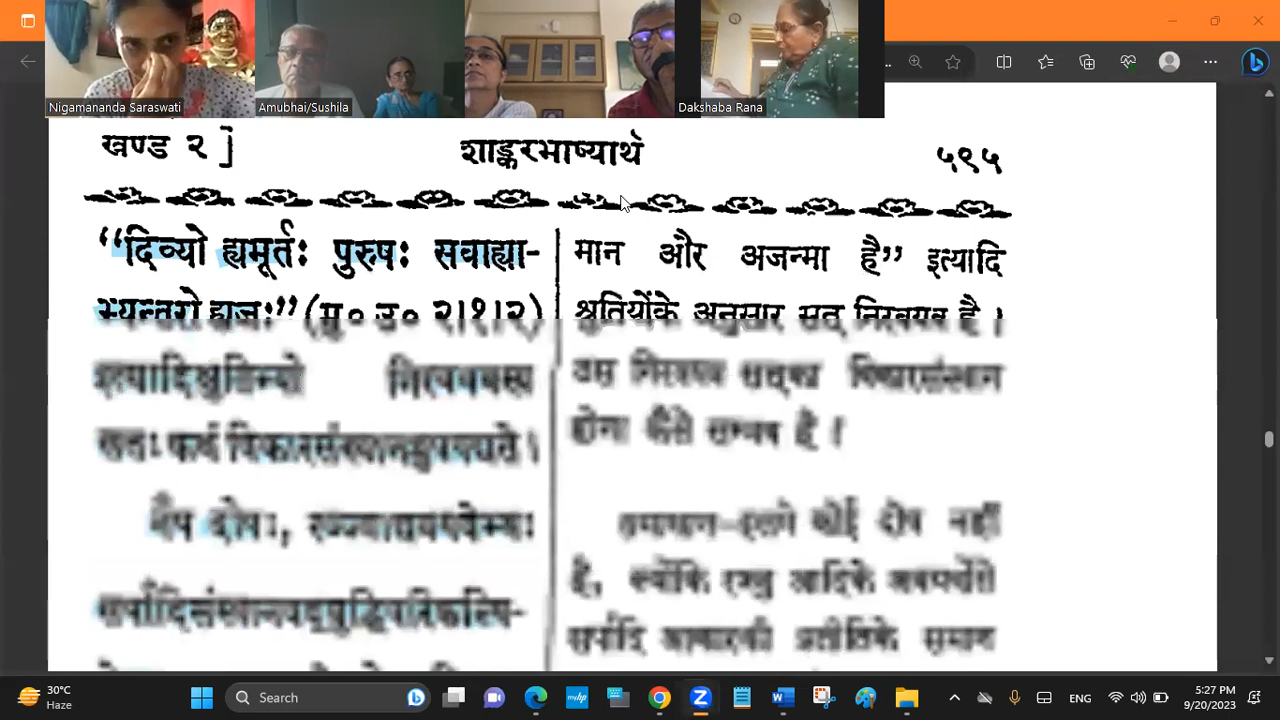 Nigamananda Saraswati
Amubhai/Sushila
Dakshaba Rana
खण्ड २ ]
शाङ्करभाष्यार्थ
५९५
“दिव्यो ह्यमूर्तः पुरुषः सबाह्या-
भ्यन्तरो ह्यजः” (मु० उ० २।१।२)
इत्यादिश्रुतिभ्यो निरवयवस्य
सतः कथं विकारसंस्थानमुपपद्यते ।
नैष दोषः, रज्ज्वाद्यवयवेभ्यः
सर्पादिसंस्थानवद्बुद्धिपरिकल्पि-
मान और अजन्मा है” इत्यादि
श्रुतियोंके अनुसार सत् निरवयव है ।
उस निरवयव सत्का विकारसंस्थान
होना कैसे सम्भव है ।
समाधान-इसमें कोई दोष नहीं
है, क्योंकि रज्जु आदिके अवयवोंसे
सर्पादि आकारकी प्रतीतिके समान
30°C
Haze
Search
ENG
5:27 PM
9/20/2023